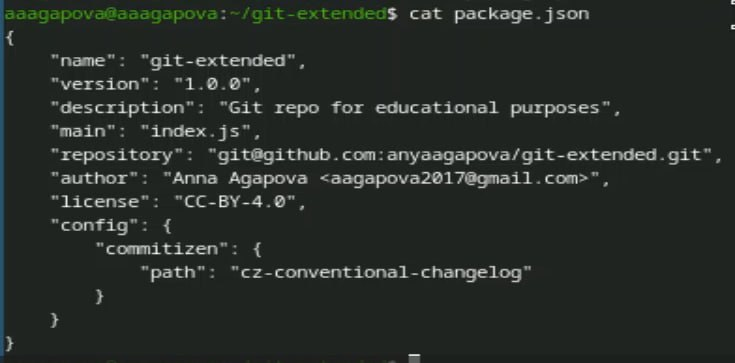 aaagapova@aaagapova:~/git-extended$ cat package.json
{
    "name": "git-extended",
    "version": "1.0.0",
    "description": "Git repo for educational purposes",
    "main": "index.js",
    "repository": "git@github.com:anyaagapova/git-extended.git",
    "author": "Anna Agapova <aagapova2017@gmail.com>",
    "license": "CC-BY-4.0",
    "config": {
        "commitizen": {
            "path": "cz-conventional-changelog"
        }
    }
}